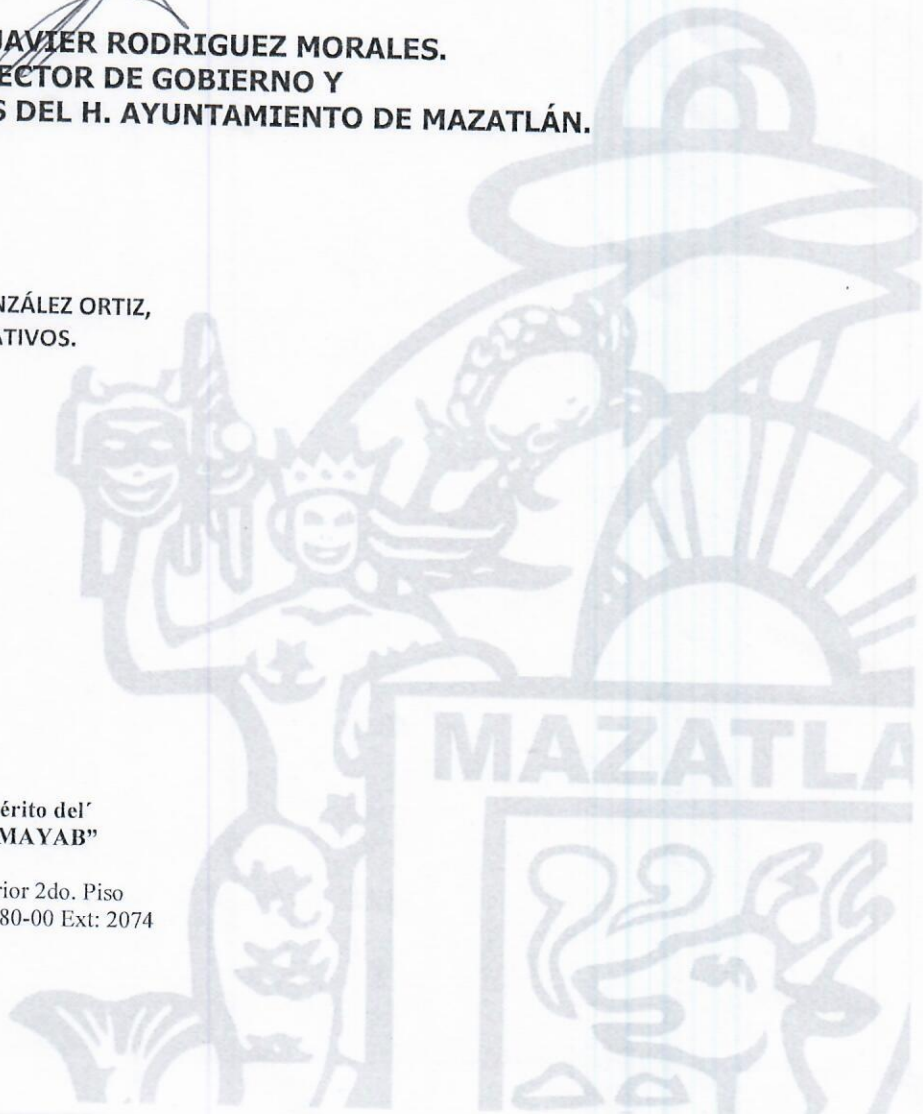 JAVIER RODRIGUEZ MORALES.
ECTOR DE GOBIERNO Y
S DEL H. AYUNTAMIENTO DE MAZATLÁN.
NZÁLEZ ORTIZ,
ATIVOS.
érito del´
MAYAB”
rior 2do. Piso
80-00 Ext: 2074
MAZATLA